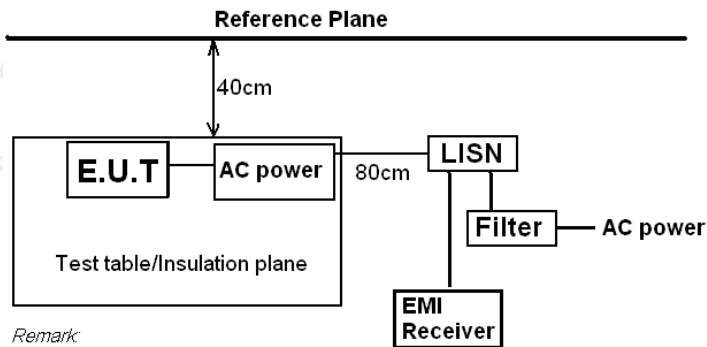 Reference Plane
40cm
E.U.T
AC power
80cm
LISN
Filter
AC power
Test table/Insulation plane
EMI
Receiver
Remark: